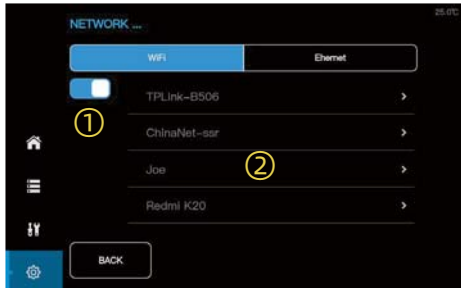 25.0℃
NETWORK ...
WiFi Ehernet
①
TPLink-B506
ChinaNet-ssr
Joe
②
Redmi K20
BACK